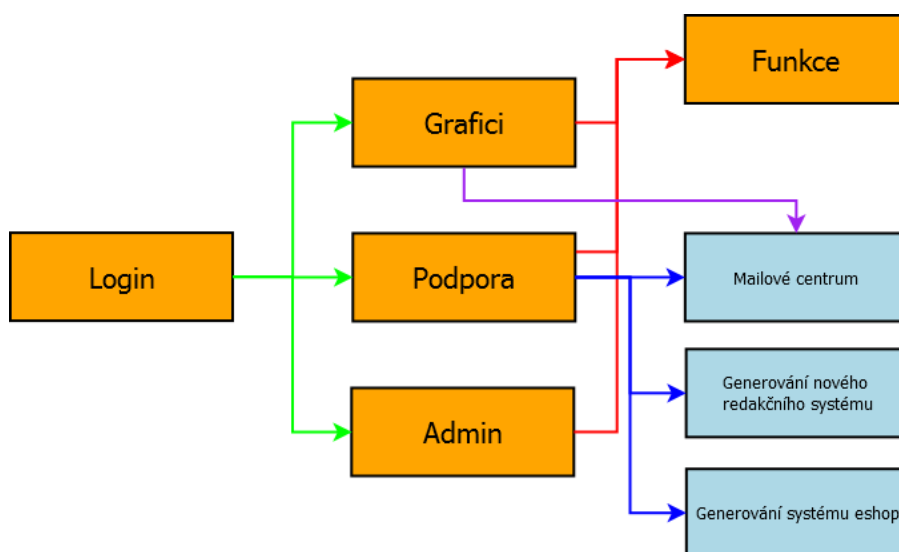 Funkce
Grafici
Login
Podpora
Mailové centrum
Generování nového
redakčního systému
Admin
Generování systému eshop